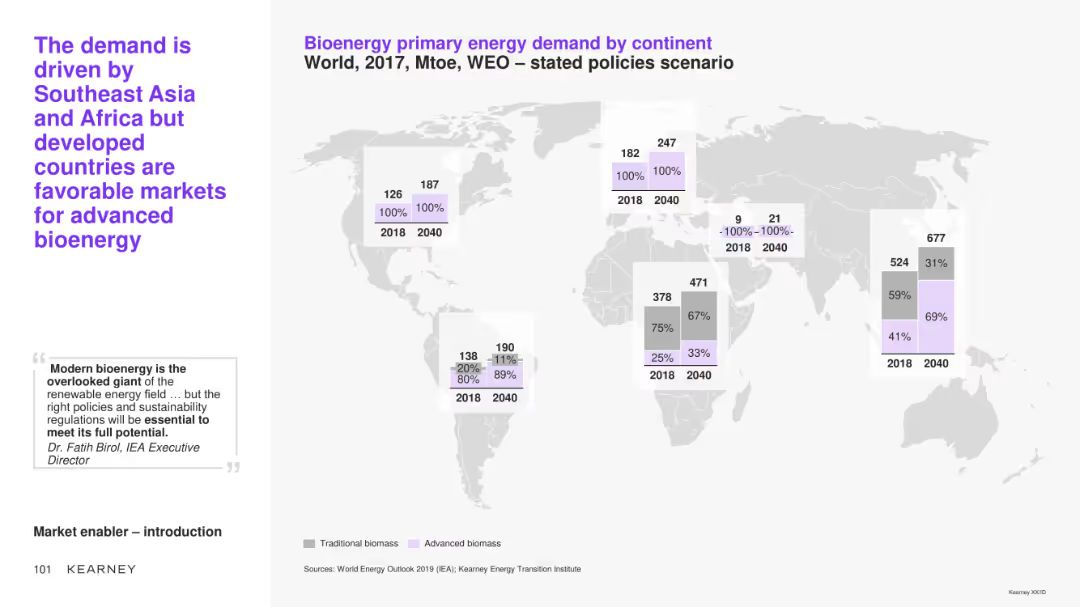 The demand is
driven by
Southeast Asia
and Africa but
developed
countries are
favorable markets
for advanced
bioenergy
“
Modern bioenergy is the
overlooked giant of the
renewable energy field … but the
right policies and sustainability
regulations will be essential to
meet its full potential.
Dr. Fatih Birol, IEA Executive
Director
”
Market enabler – introduction
101 KEARNEY
Bioenergy primary energy demand by continent
World, 2017, Mtoe, WEO – stated policies scenario
126 187
100% 100%
2018 2040
182 247
100% 100%
2018 2040
9 21
100% 100%
2018 2040
524 677
59% 31%
41% 69%
2018 2040
378 471
75% 67%
25% 33%
2018 2040
138 190
20% 11%
80% 89%
2018 2040
Traditional biomass Advanced biomass
Sources: World Energy Outlook 2019 (IEA); Kearney Energy Transition Institute